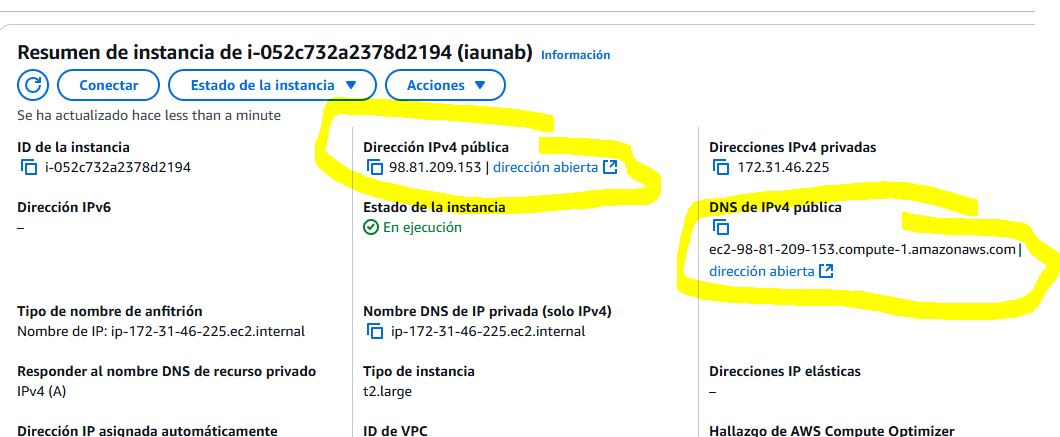 Resumen de instancia de i-052c732a2378d2194 (iaunab) Información
Conectar Estado de la instancia Acciones
Se ha actualizado hace less than a minute
ID de la instancia
i-052c732a2378d2194
Dirección IPv4 pública
98.81.209.153 | dirección abierta
Direcciones IPv4 privadas
172.31.46.225
Dirección IPv6
–
Estado de la instancia
En ejecución
DNS de IPv4 pública
ec2-98-81-209-153.compute-1.amazonaws.com |
dirección abierta
Tipo de nombre de anfitrión
Nombre de IP: ip-172-31-46-225.ec2.internal
Nombre DNS de IP privada (solo IPv4)
ip-172-31-46-225.ec2.internal
Responder al nombre DNS de recurso privado
IPv4 (A)
Tipo de instancia
t2.large
Direcciones IP elásticas
–
Dirección IP asignada automáticamente
ID de VPC
Hallazgo de AWS Compute Optimizer